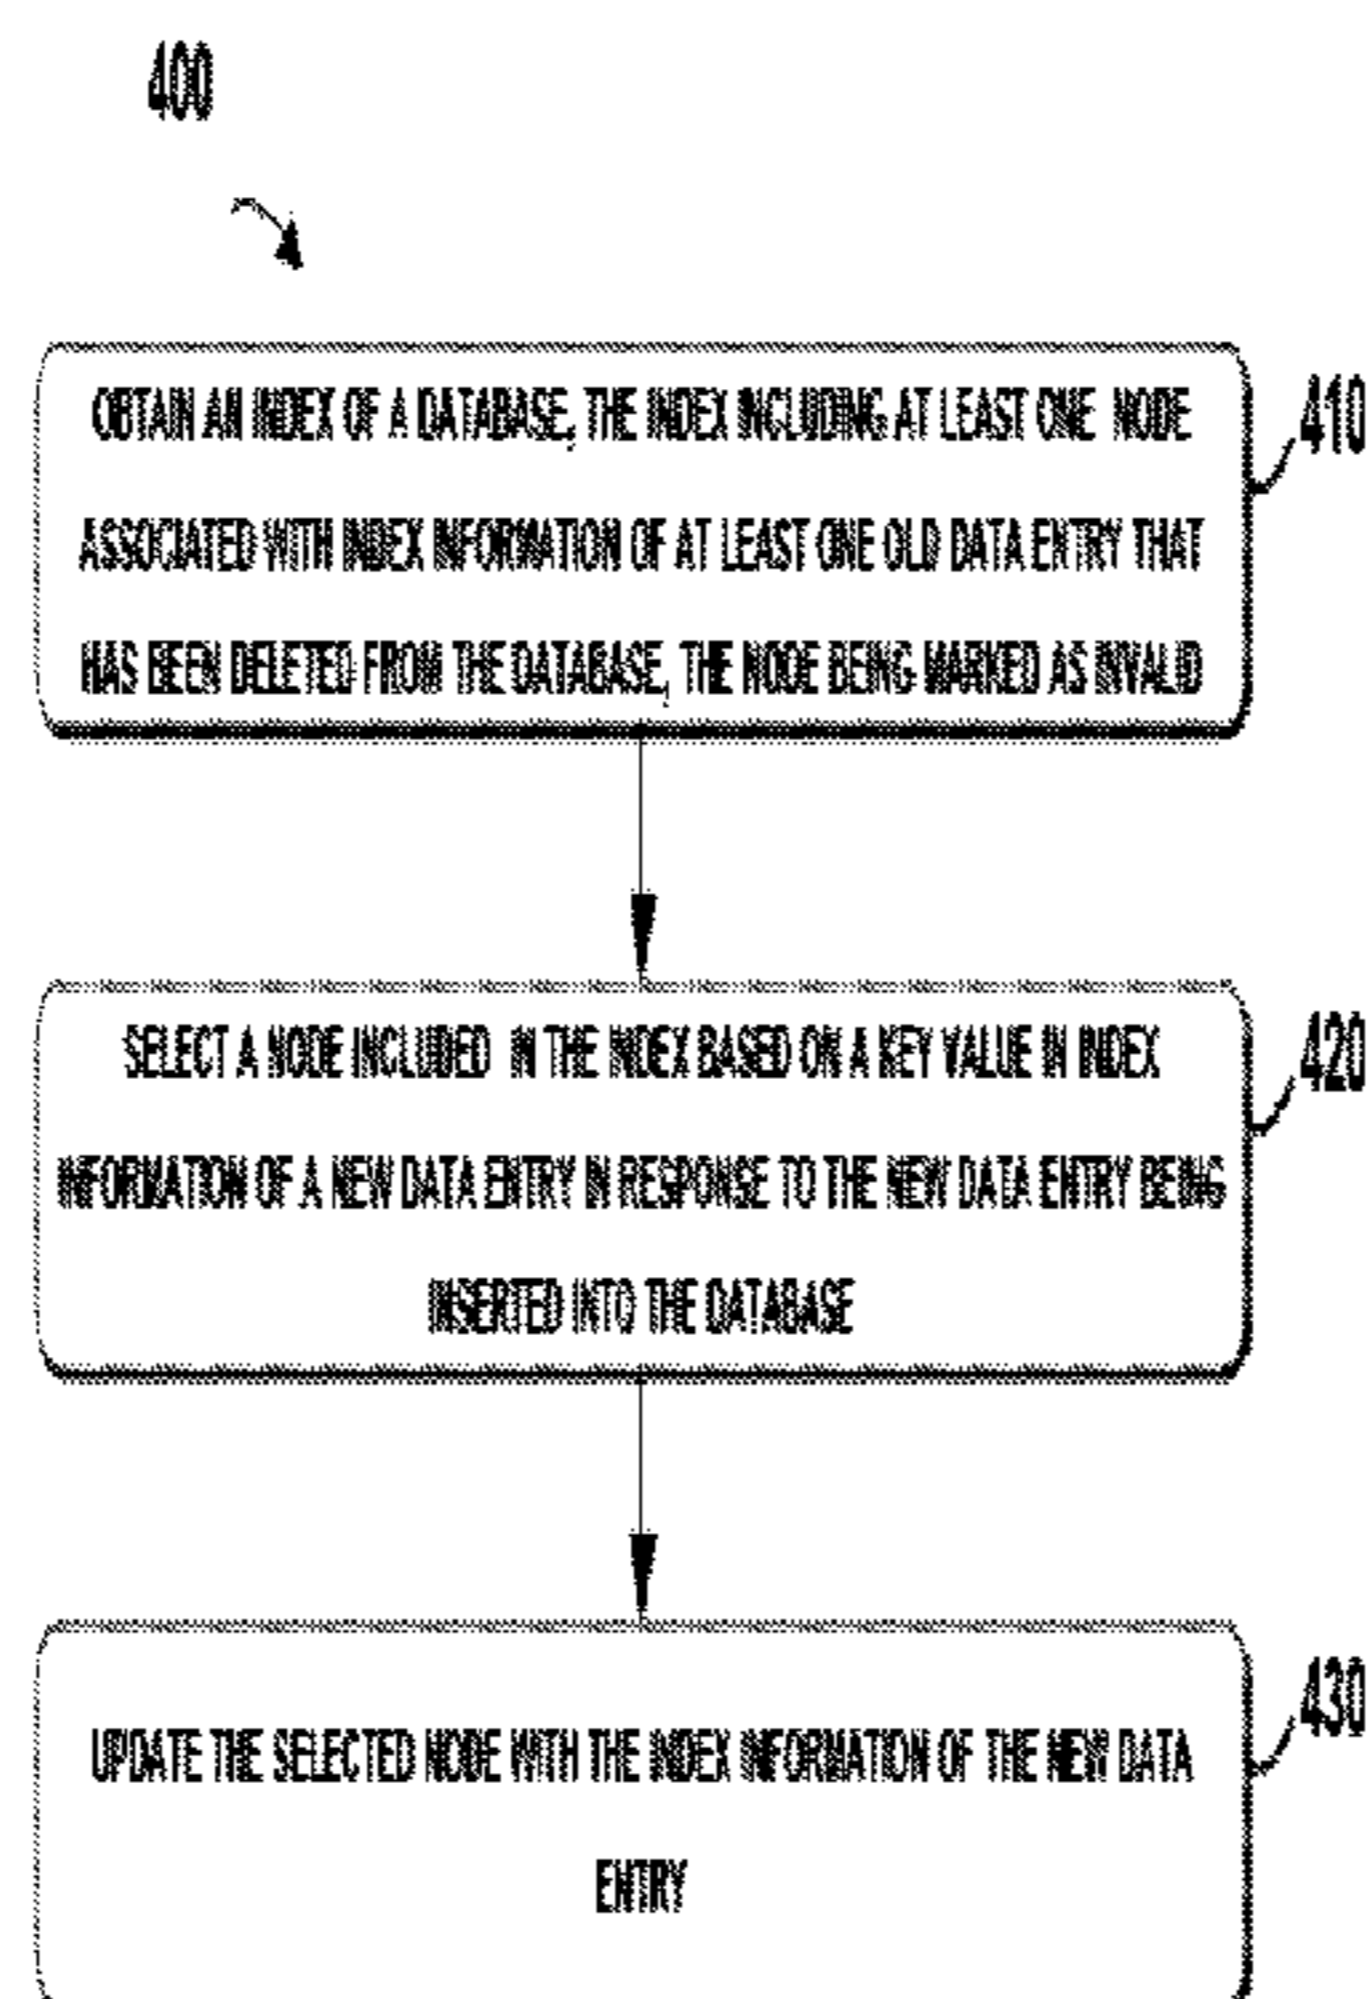 400
OBTAIN AN INDEX OF A DATABASE, THE INDEX INCLUDING AT LEAST ONE NODE
410
ASSOCIATED WITH INDEX INFORMATION OF AT LEAST ONE OLD DATA ENTRY THAT
HAS BEEN DELETED FROM THE DATABASE, THE NODE BEING MARKED AS INVALID
SELECT A NODE INCLUDED IN THE INDEX BASED ON A KEY VALUE IN INDEX
420
INFORMATION OF A NEW DATA ENTRY IN RESPONSE TO THE NEW DATA ENTRY BEING
INSERTED INTO THE DATABASE
430
UPDATE THE SELECTED NODE WITH THE INDEX INFORMATION OF THE NEW DATA
ENTRY